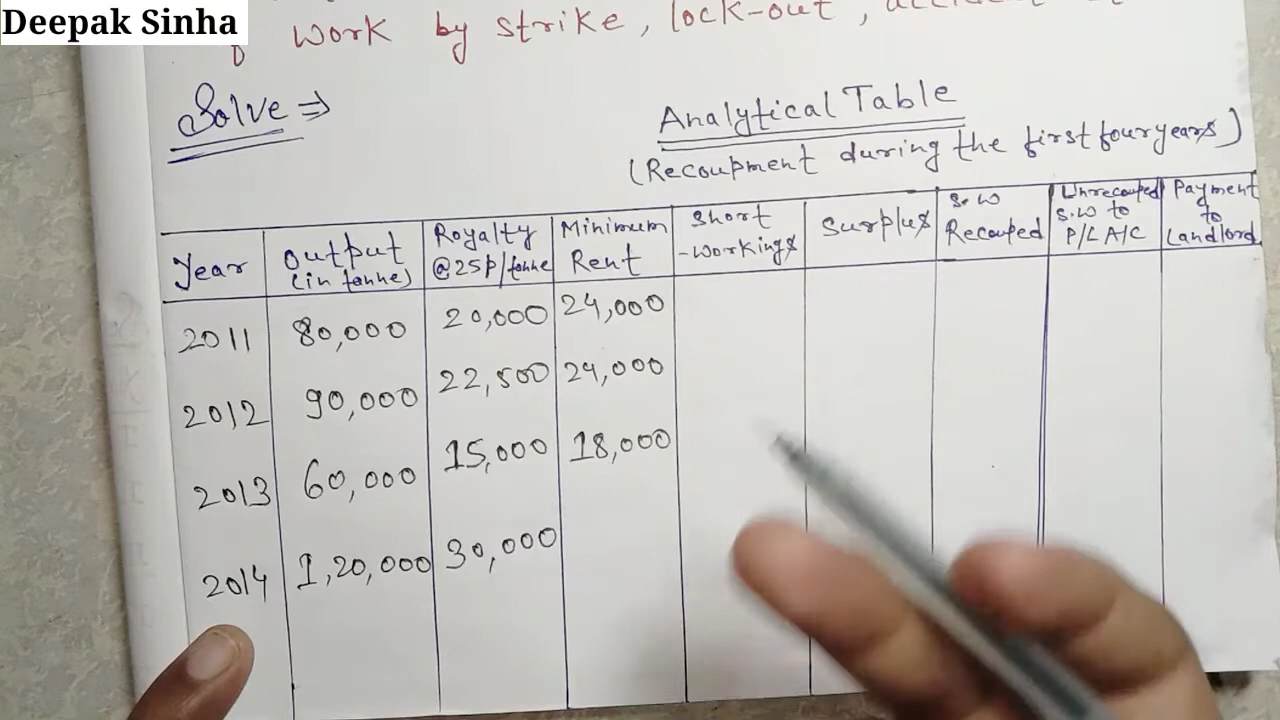 Deepak Sinha
of work by strike, lock-out, accident
Solve ⇒
Analytical Table
(Recoupment during the first four years)
Year | Output (in tonne) | Royalty @25P/tonne | Minimum Rent | Short -workings | Surplus | S.W Recouped | Unrecouped S.W to P/L A/C | Payment to Landlord
2011 | 80,000 | 20,000 | 24,000
2012 | 90,000 | 22,500 | 24,000
2013 | 60,000 | 15,000 | 18,000
2014 | 1,20,000 | 30,000